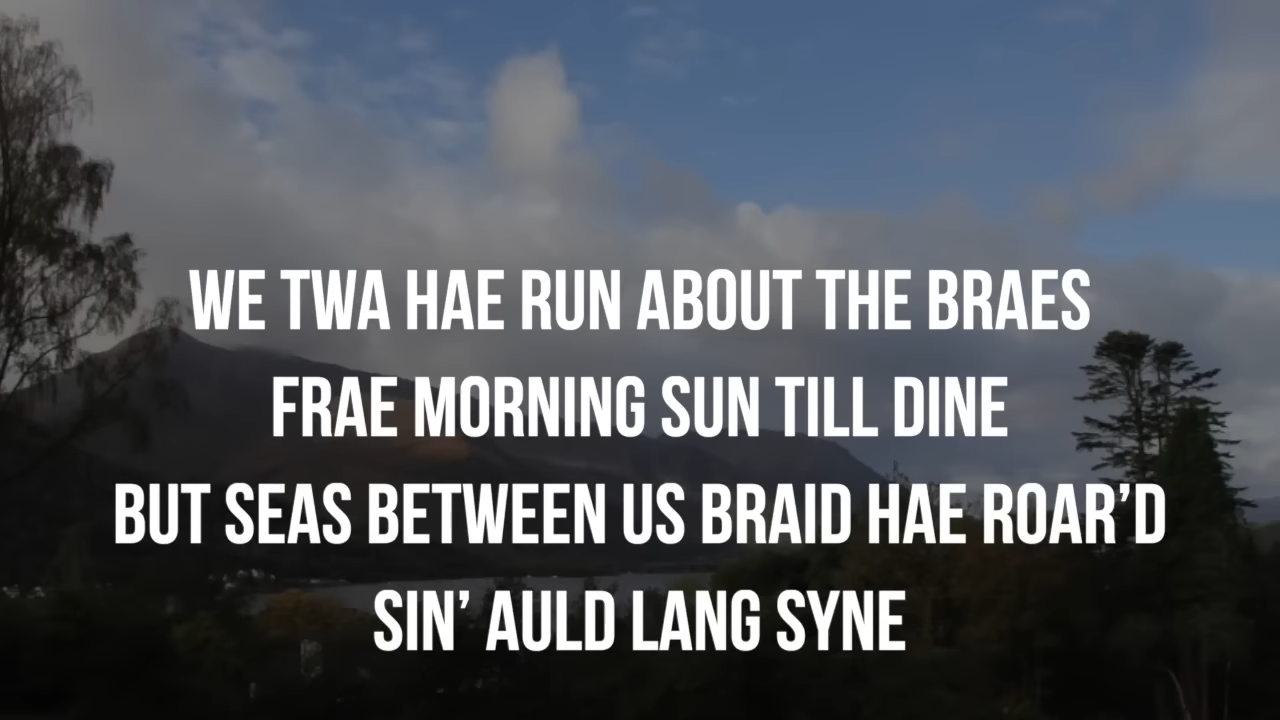 WE TWA HAE RUN ABOUT THE BRAES
FRAE MORNING SUN TILL DINE
BUT SEAS BETWEEN US BRAID HAE ROAR’D
SIN’ AULD LANG SYNE